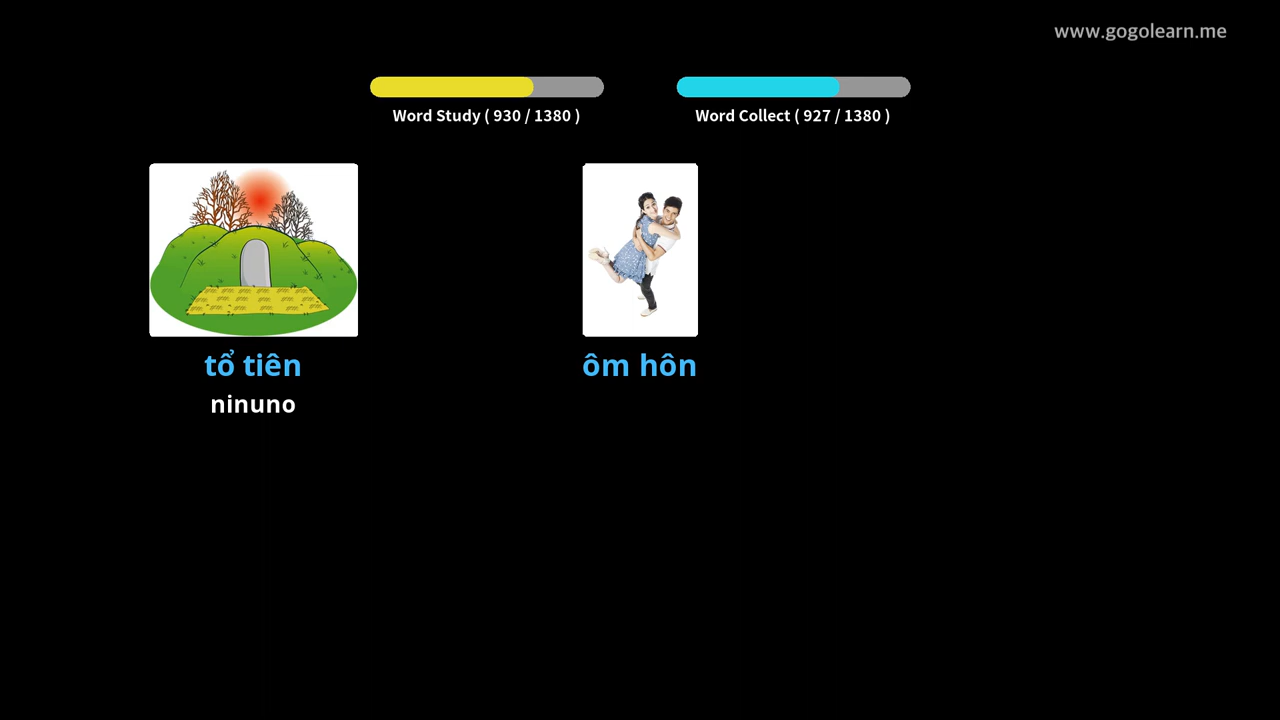 www.gogolearn.me
Word Study ( 930 / 1380 )
Word Collect ( 927 / 1380 )
tổ tiên
ninuno
ôm hôn